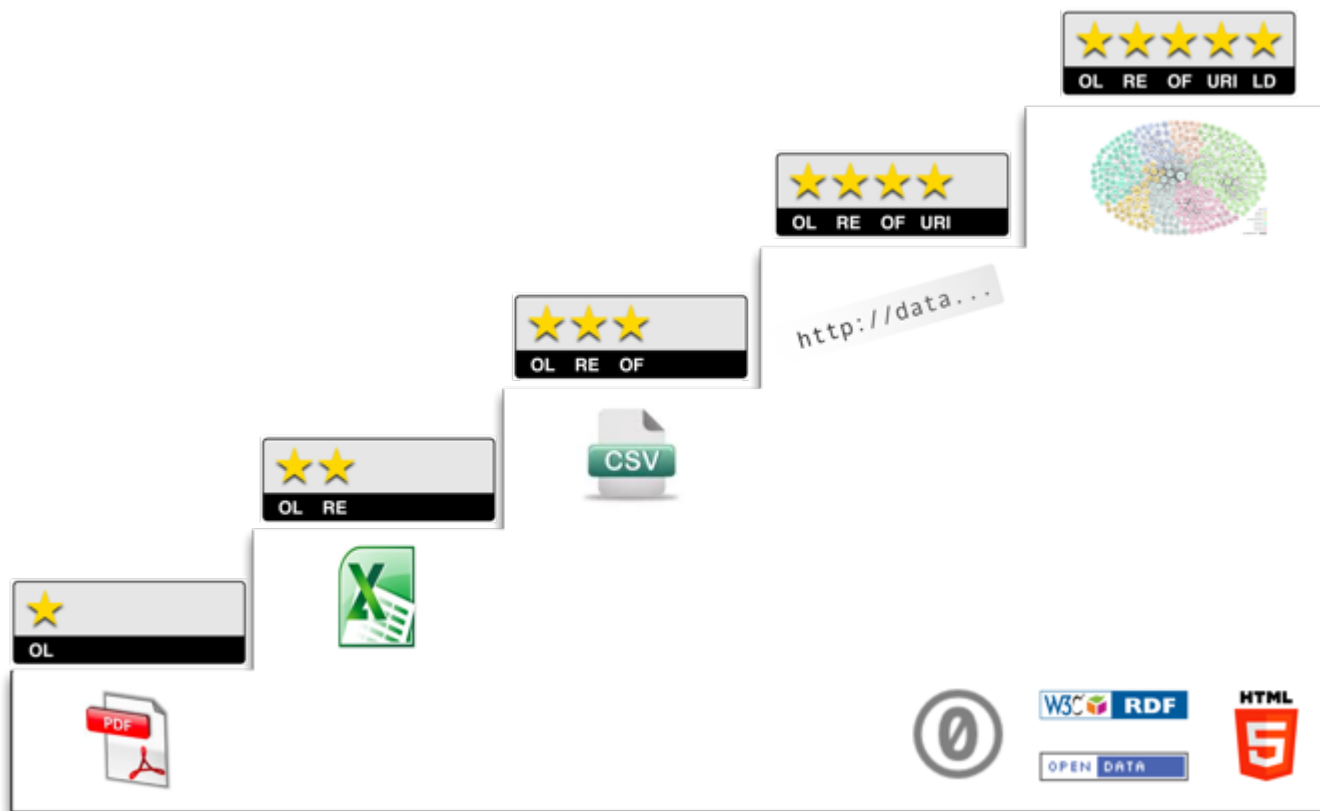 OL RE OF URI LD
OL RE OF URI
http://data...
OL RE OF
CSV
OL RE
OL
PDF
W3C RDF
OPEN DATA
0
HTML
5